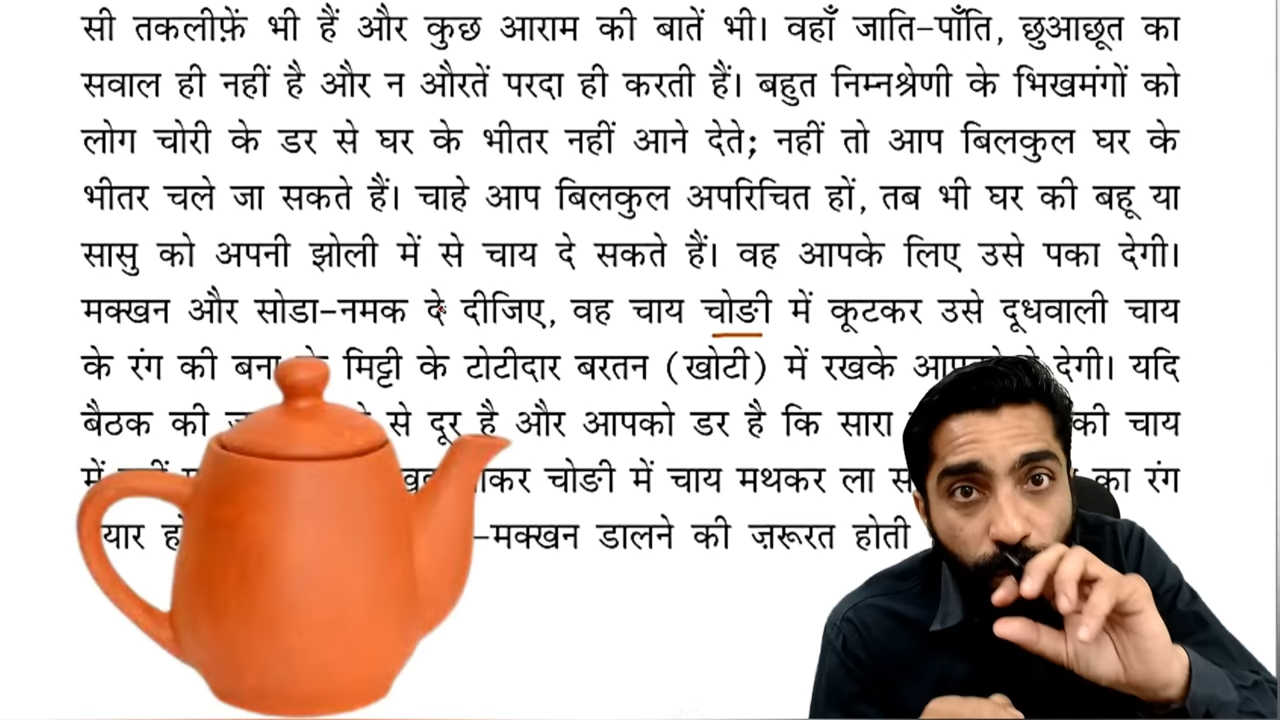 सी तकलीफ़ें भी हैं और कुछ आराम की बातें भी। वहाँ जाति-पाँति, छुआछूत का
सवाल ही नहीं है और न औरतें परदा ही करती हैं। बहुत निम्नश्रेणी के भिखमंगों को
लोग चोरी के डर से घर के भीतर नहीं आने देते; नहीं तो आप बिलकुल घर के
भीतर चले जा सकते हैं। चाहे आप बिलकुल अपरिचित हों, तब भी घर की बहू या
सासु को अपनी झोली में से चाय दे सकते हैं। वह आपके लिए उसे पका देगी।
मक्खन और सोडा-नमक दे दीजिए, वह चाय चोङी में कूटकर उसे दूधवाली चाय
के रंग की मिट्टी के टोटीदार बरतन (खोटी) में रखके देगी। यदि
बैठक की से दूर है और आपको डर है कि सारा की चाय
में चोङी में चाय मथकर ला का रंग
-मक्खन डालने की ज़रूरत होती